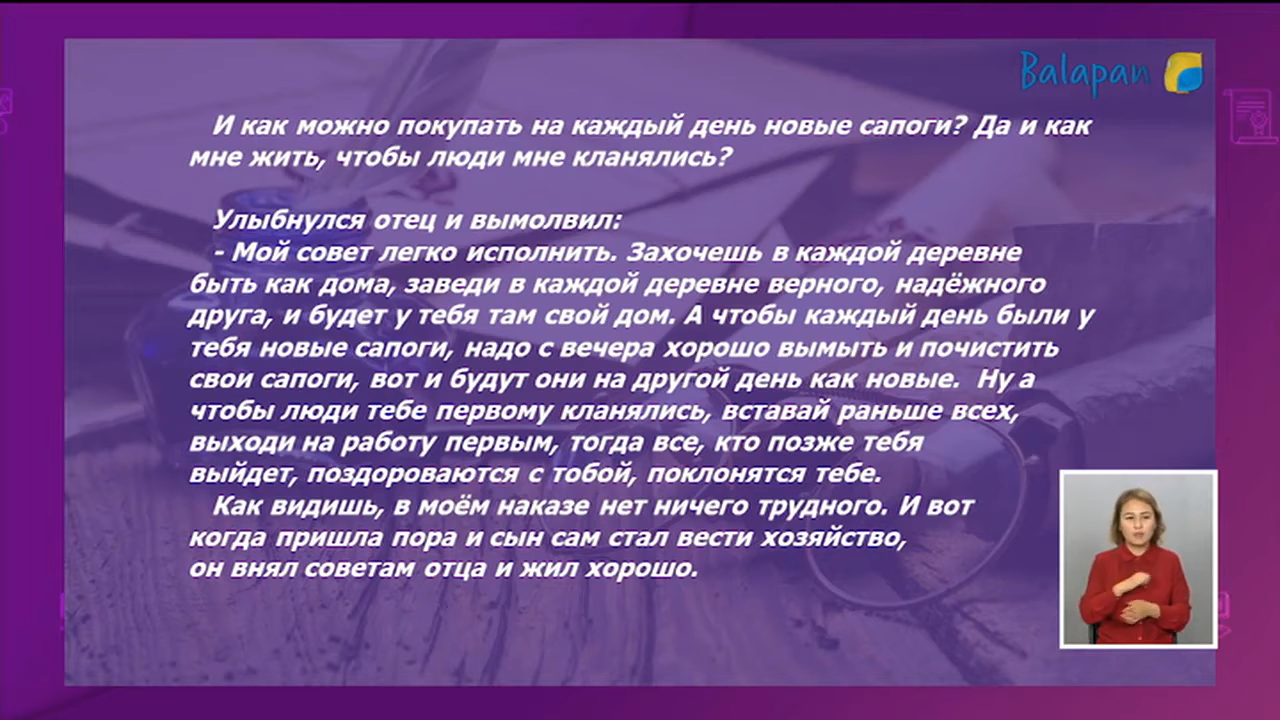 Balapan
И как можно покупать на каждый день новые сапоги? Да и как
мне жить, чтобы люди мне кланялись?
Улыбнулся отец и вымолвил:
- Мой совет легко исполнить. Захочешь в каждой деревне
быть как дома, заведи в каждой деревне верного, надёжного
друга, и будет у тебя там свой дом. А чтобы каждый день были у
тебя новые сапоги, надо с вечера хорошо вымыть и почистить
свои сапоги, вот и будут они на другой день как новые. Ну а
чтобы люди тебе первому кланялись, вставай раньше всех,
выходи на работу первым, тогда все, кто позже тебя
выйдет, поздороваются с тобой, поклонятся тебе.
Как видишь, в моём наказе нет ничего трудного. И вот
когда пришла пора и сын сам стал вести хозяйство,
он внял советам отца и жил хорошо.